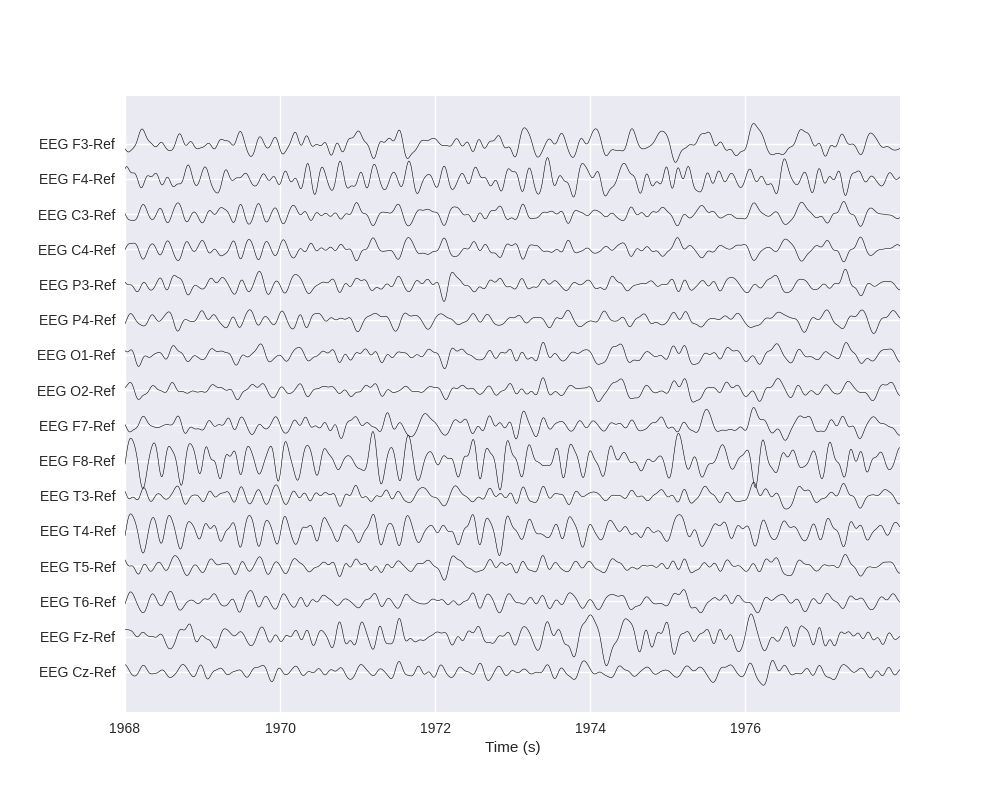 EEG F3-Ref
EEG F4-Ref
EEG C3-Ref
EEG C4-Ref
EEG P3-Ref
EEG P4-Ref
EEG O1-Ref
EEG O2-Ref
EEG F7-Ref
EEG F8-Ref
EEG T3-Ref
EEG T4-Ref
EEG T5-Ref
EEG T6-Ref
EEG Fz-Ref
EEG Cz-Ref
1968 1970 1972 1974 1976
Time (s)